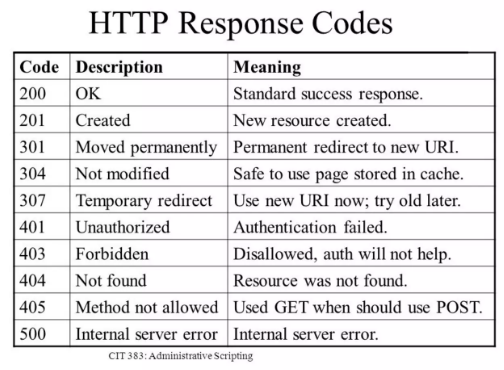 HTTP Response Codes
Code Description Meaning
200 OK Standard success response.
201 Created New resource created.
301 Moved permanently Permanent redirect to new URI.
304 Not modified Safe to use page stored in cache.
307 Temporary redirect Use new URI now; try old later.
401 Unauthorized Authentication failed.
403 Forbidden Disallowed, auth will not help.
404 Not found Resource was not found.
405 Method not allowed Used GET when should use POST.
500 Internal server error Internal server error.
CIT 383: Administrative Scripting